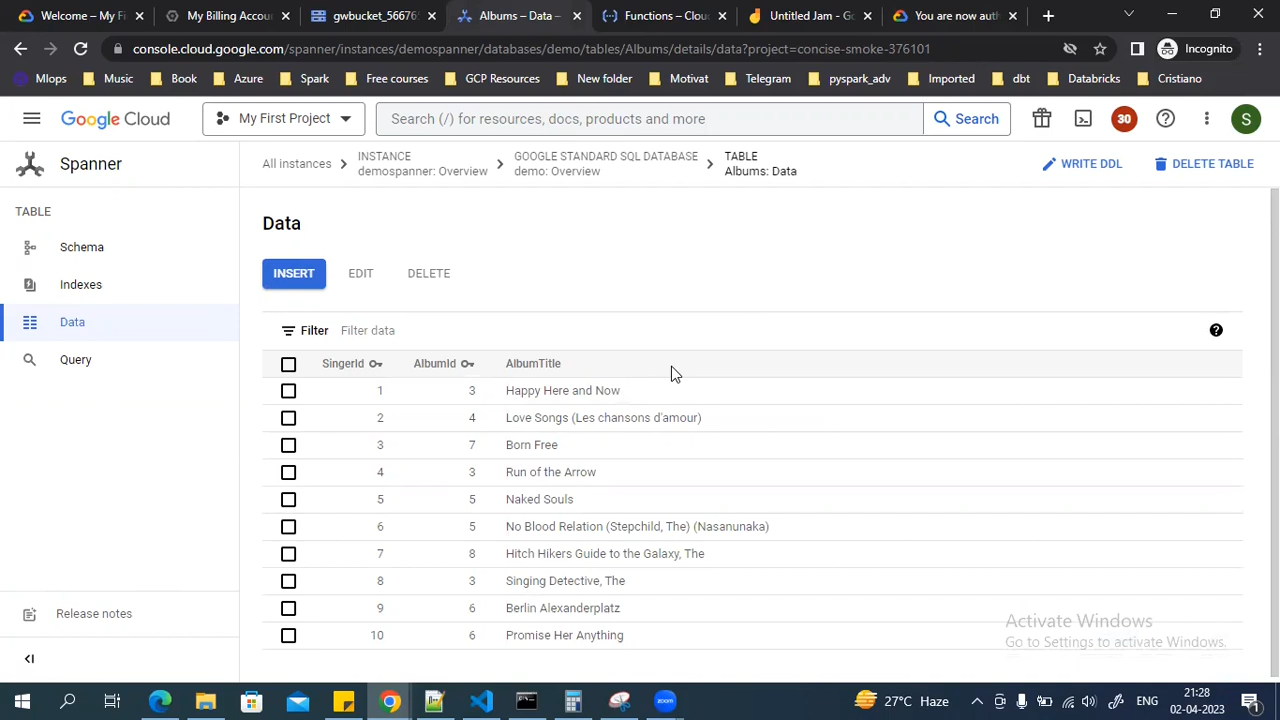 Welcome – My Fi
My Billing Accou
gwbucket_56676
Albums – Data –
Functions – Clou
Untitled Jam - Go
You are now auth
console.cloud.google.com/spanner/instances/demospanner/databases/demo/tables/Albums/details/data?project=concise-smoke-376101
Incognito
Mlops
Music
Book
Azure
Spark
Free courses
GCP Resources
New folder
Motivat
Telegram
pyspark_adv
Imported
dbt
Databricks
Cristiano
Google Cloud
My First Project
Search (/) for resources, docs, products and more
Search
30
S
Spanner
All instances
INSTANCE
demospanner: Overview
GOOGLE STANDARD SQL DATABASE
demo: Overview
TABLE
Albums: Data
WRITE DDL
DELETE TABLE
TABLE
Schema
Indexes
Data
Query
Release notes
Data
INSERT
EDIT
DELETE
Filter
Filter data
SingerId AlbumId AlbumTitle
1 3 Happy Here and Now
2 4 Love Songs (Les chansons d'amour)
3 7 Born Free
4 3 Run of the Arrow
5 5 Naked Souls
6 5 No Blood Relation (Stepchild, The) (Nasanunaka)
7 8 Hitch Hikers Guide to the Galaxy, The
8 3 Singing Detective, The
9 6 Berlin Alexanderplatz
10 6 Promise Her Anything
Activate Windows
Go to Settings to activate Windows.
zoom
27°C Haze
ENG
21:28
02-04-2023
1